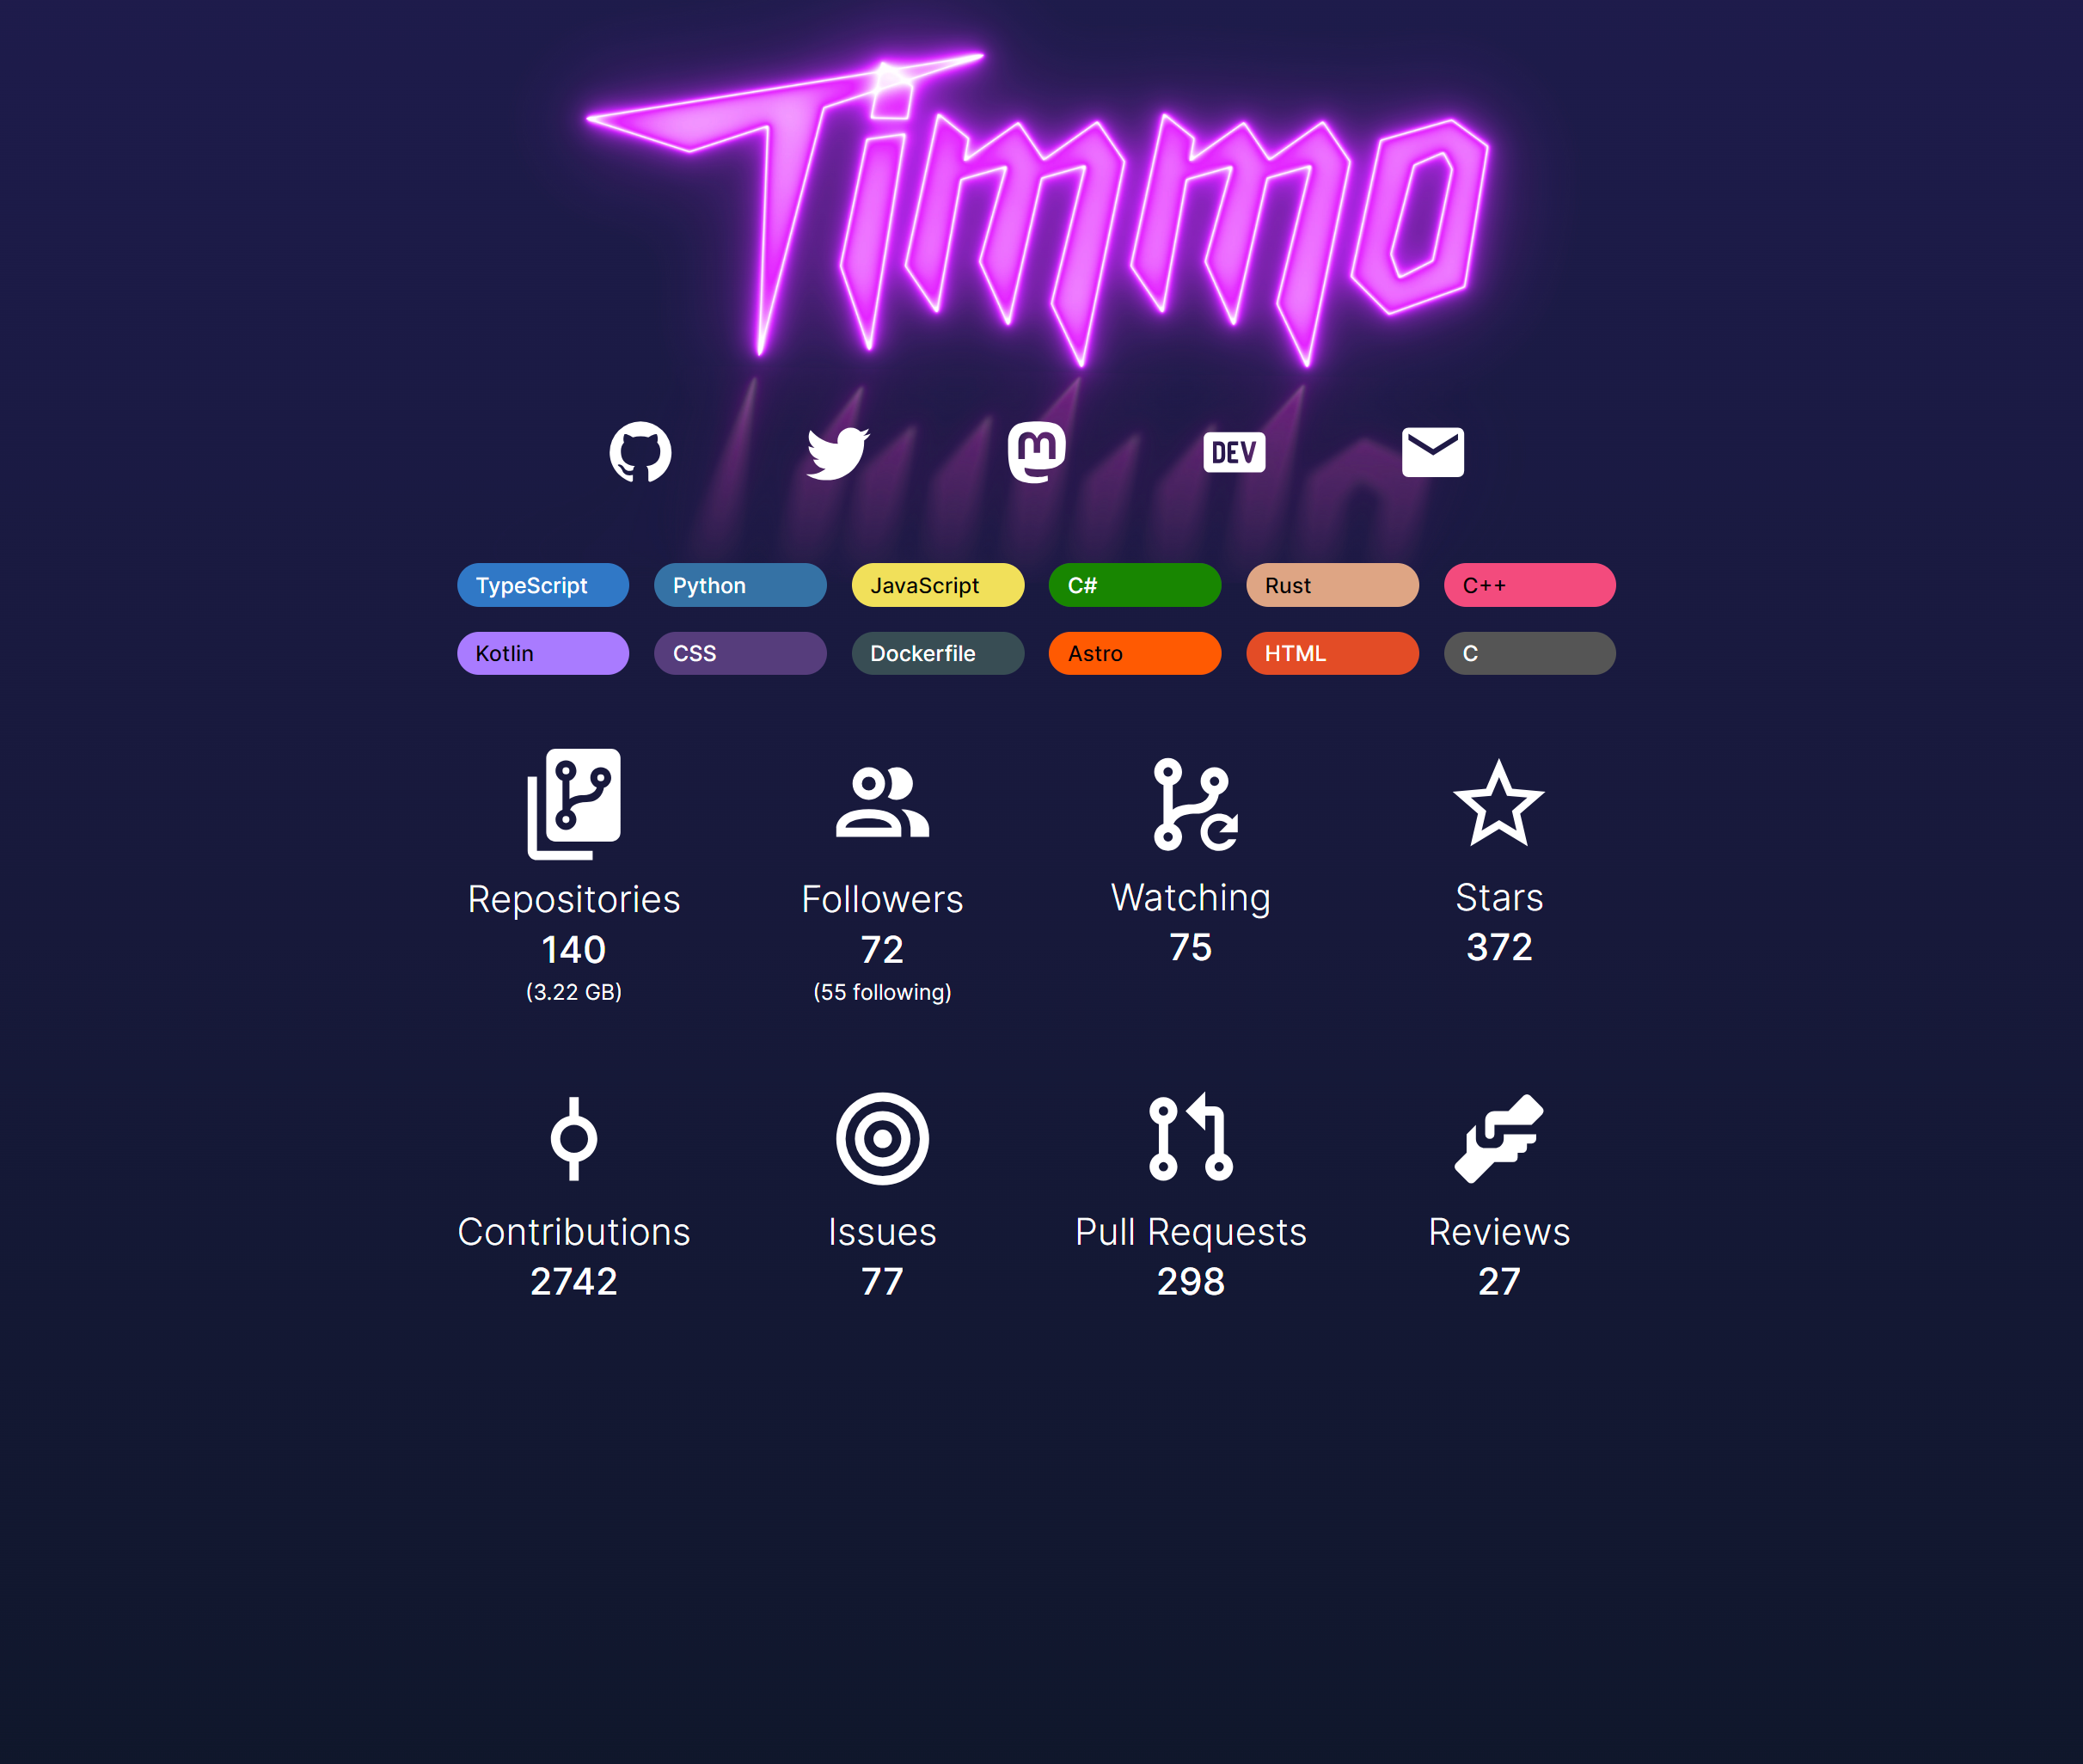 Timmo
DEV
TypeScript Python JavaScript C# Rust C++
Kotlin CSS Dockerfile Astro HTML C
Repositories Followers Watching Stars
140 72 75 372
(3.22 GB) (55 following)
Contributions Issues Pull Requests Reviews
2742 77 298 27